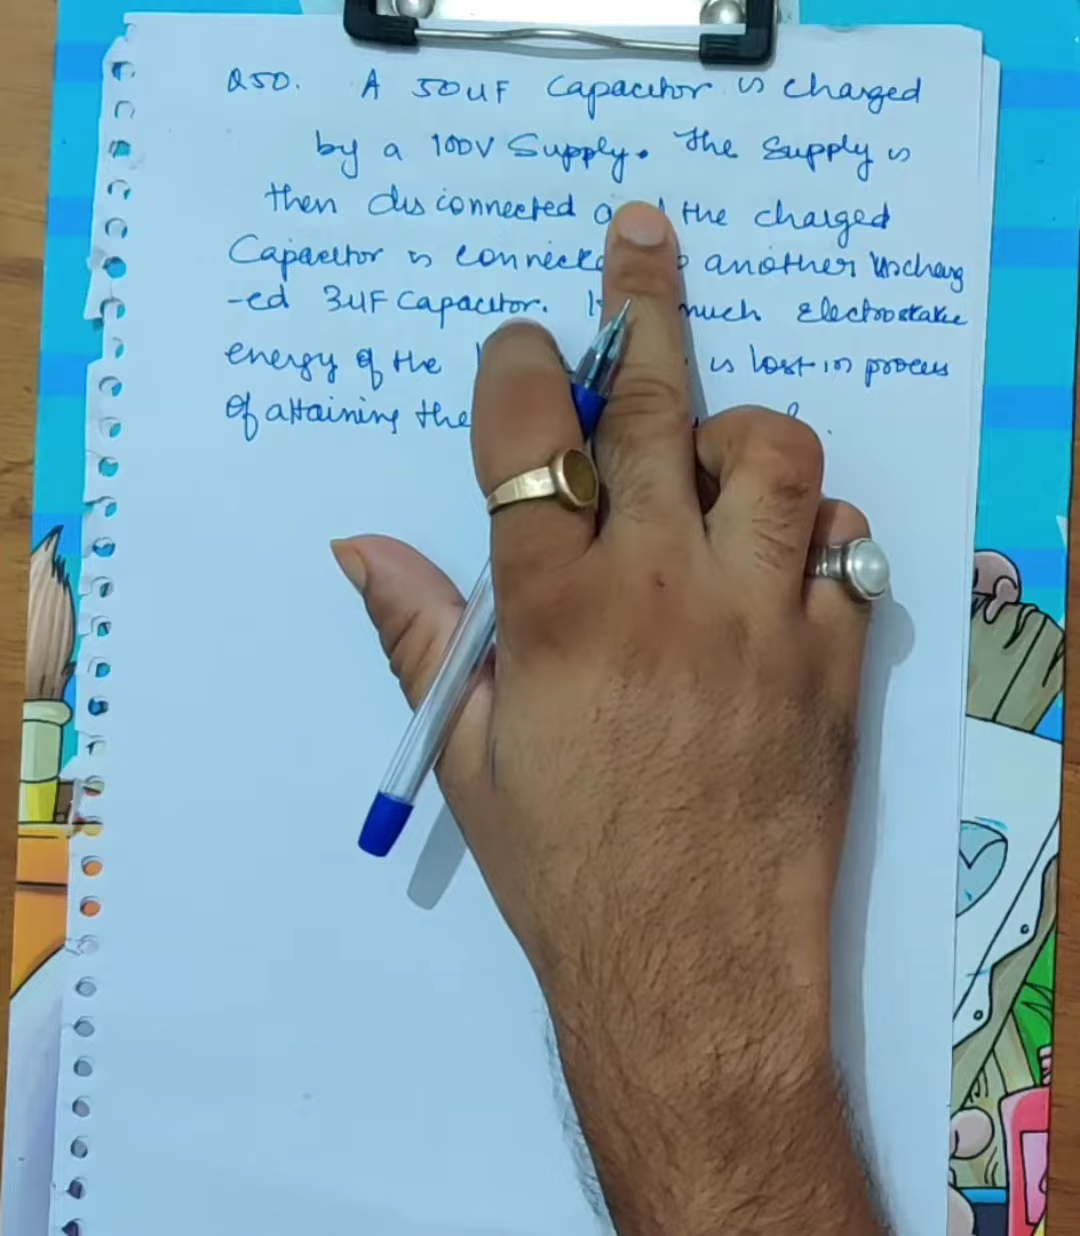 Q50. A 50UF Capacitor is charged
by a 100V Supply. The Supply is
then disconnected the charged
Capacitor is another Uncharg
-ed 3UF Capacitor. much Electrostatic
energy of the is lost in process
Of attaining the